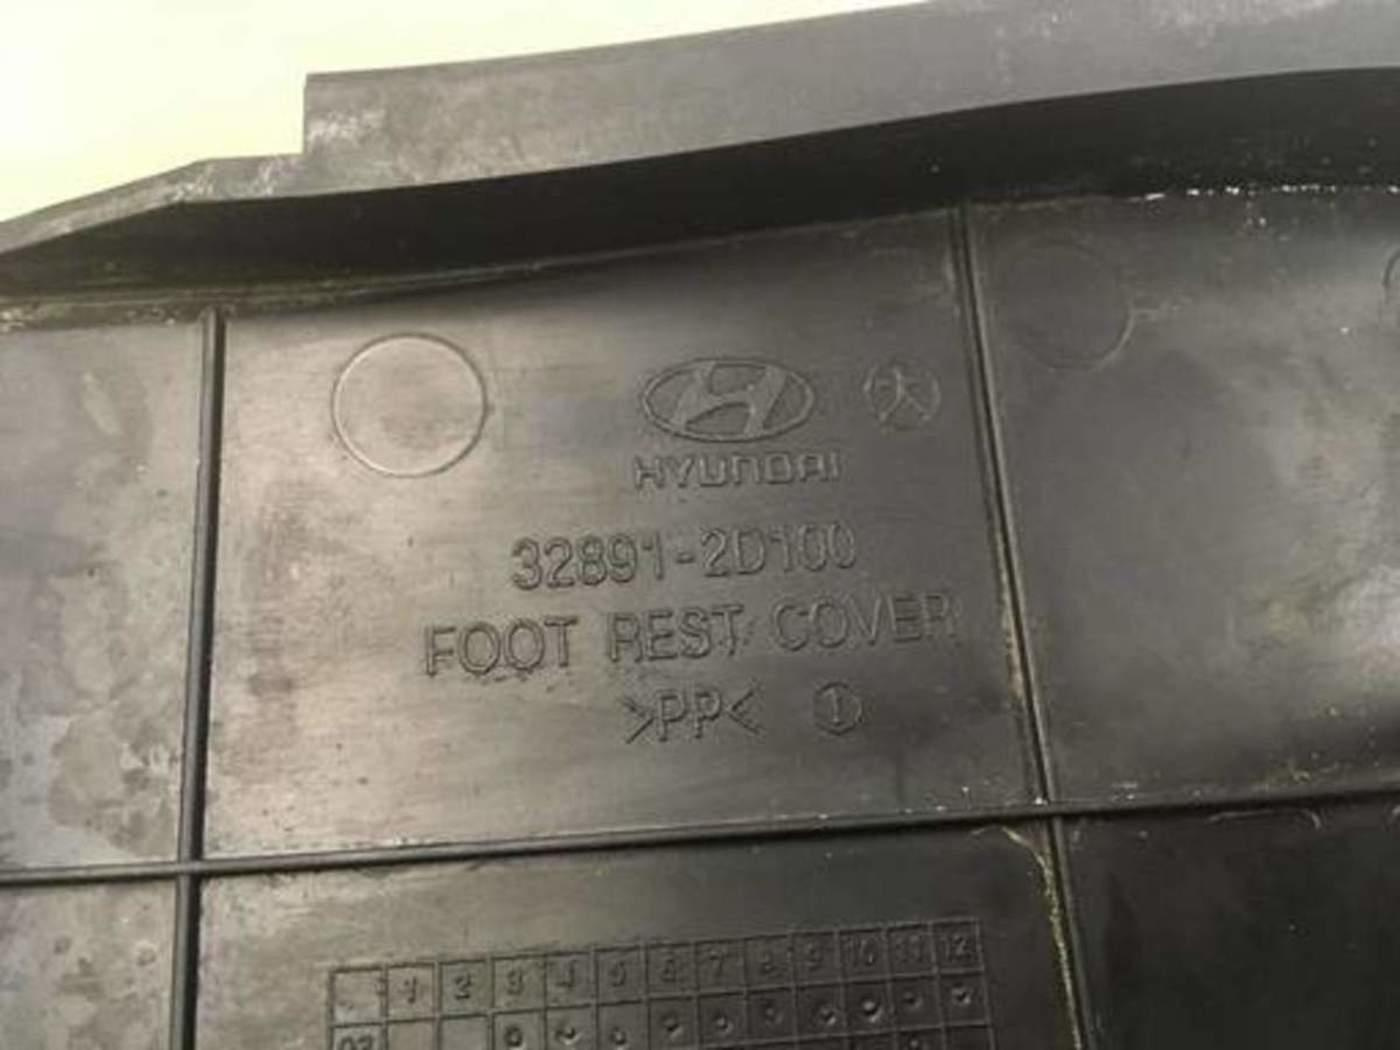 大
HYUNDAI
32891-2D100
FOOT REST COVER
>PP< 1
1 2 3 4 5 6 7 8 9 10 11 12